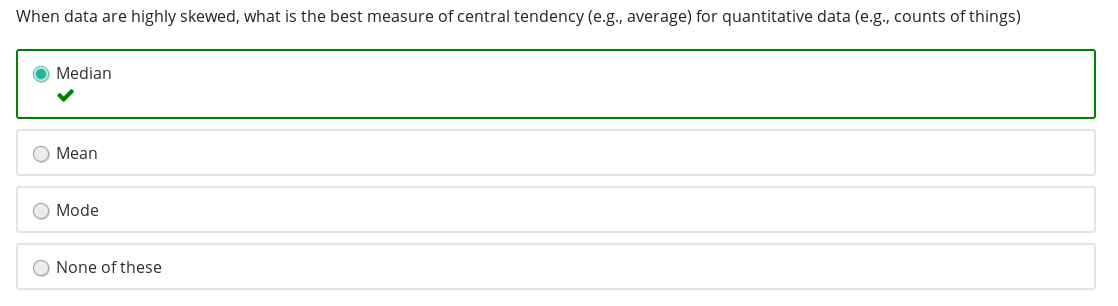 When data are highly skewed, what is the best measure of central tendency (e.g., average) for quantitative data (e.g., counts of things)
Median
Mean
Mode
None of these